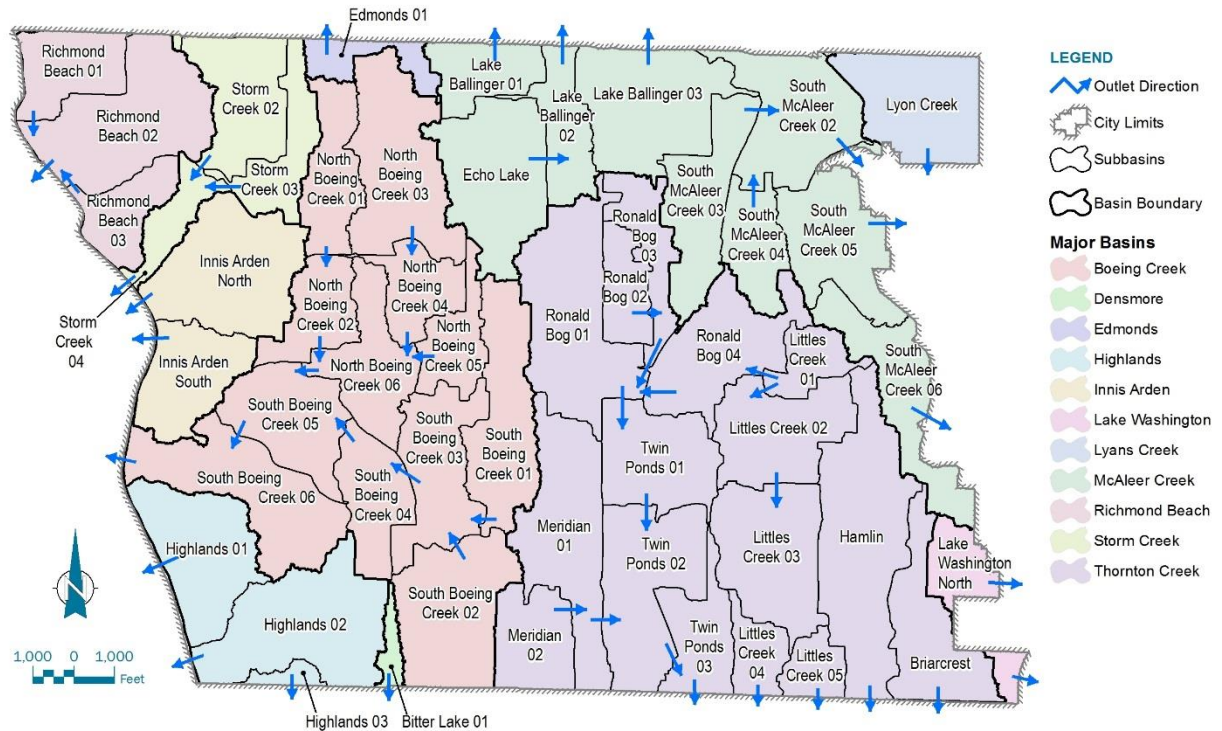 Edmonds 01
Richmond
Beach 01
Storm
Creek 02
Richmond
Beach 02
Storm
Creek 03
Richmond
Beach
03
Storm
Creek
04
Innis Arden
North
Innis Arden
South
North
Boeing
Creek 01
North
Boeing
Creek 03
North
Boeing
Creek 02
North
Boeing
Creek 04
North
Boeing
Creek 05
North Boeing
Creek 06
South Boeing
Creek 05
South
Boeing
Creek 03
South
Boeing
Creek 01
South Boeing
Creek 06
South
Boeing
Creek 04
South Boeing
Creek 02
Highlands 01
Highlands 02
Highlands 03
Bitter Lake 01
Lake
Ballinger 01
Lake
Ballinger
02
Lake Ballinger 03
Echo Lake
South
McAleer
Creek 02
South
McAleer
Creek 03
South
McAleer
Creek 04
South
McAleer
Creek 05
South
McAleer
Creek 06
Lyon Creek
Ronald
Bog
03
Ronald
Bog 02
Ronald
Bog 01
Ronald
Bog 04
Littles
Creek
01
Littles Creek 02
Twin
Ponds 01
Meridian
01
Twin
Ponds 02
Littles
Creek 03
Hamlin
Lake
Washington
North
Meridian
02
Twin
Ponds
03
Littles
Creek
04
Littles
Creek 05
Briarcrest
N
1,000 0 1,000
Feet
LEGEND
Outlet Direction
City Limits
Subbasins
Basin Boundary
Major Basins
Boeing Creek
Densmore
Edmonds
Highlands
Innis Arden
Lake Washington
Lyans Creek
McAleer Creek
Richmond Beach
Storm Creek
Thornton Creek